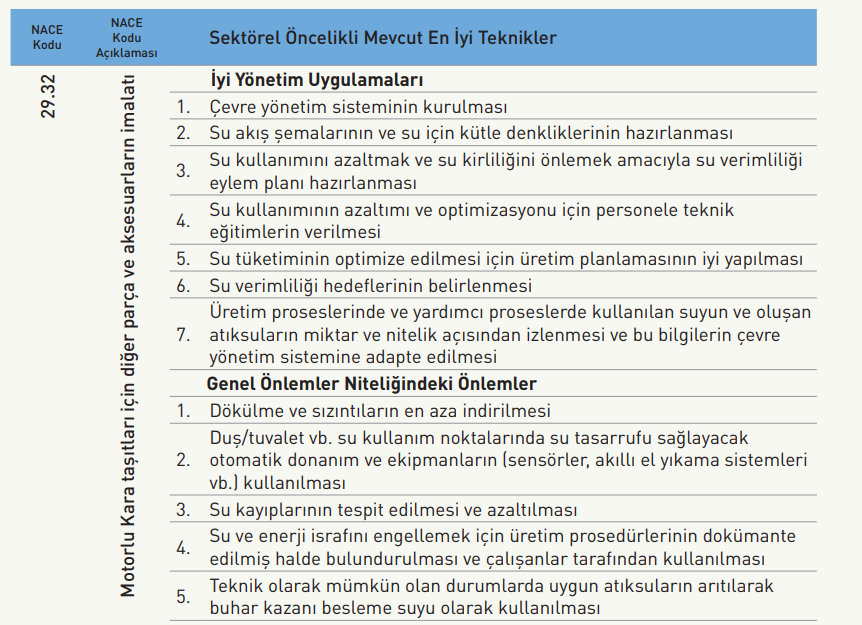 NACE
Kodu
NACE
Kodu
Açıklaması
Sektörel Öncelikli Mevcut En İyi Teknikler
29.32
Motorlu Kara taşıtları için diğer parça ve aksesuarların imalatı
İyi Yönetim Uygulamaları
1. Çevre yönetim sisteminin kurulması
2. Su akış şemalarının ve su için kütle denkliklerinin hazırlanması
3. Su kullanımını azaltmak ve su kirliliğini önlemek amacıyla su verimliliği
eylem planı hazırlanması
4. Su kullanımının azaltımı ve optimizasyonu için personele teknik
eğitimlerin verilmesi
5. Su tüketiminin optimize edilmesi için üretim planlamasının iyi yapılması
6. Su verimliliği hedeflerinin belirlenmesi
7. Üretim proseslerinde ve yardımcı proseslerde kullanılan suyun ve oluşan
atıksuların miktar ve nitelik açısından izlenmesi ve bu bilgilerin çevre
yönetim sistemine adapte edilmesi
Genel Önlemler Niteliğindeki Önlemler
1. Dökülme ve sızıntıların en aza indirilmesi
2. Duş/tuvalet vb. su kullanım noktalarında su tasarrufu sağlayacak
otomatik donanım ve ekipmanların (sensörler, akıllı el yıkama sistemleri
vb.) kullanılması
3. Su kayıplarının tespit edilmesi ve azaltılması
4. Su ve enerji israfını engellemek için üretim prosedürlerinin dokümante
edilmiş halde bulundurulması ve çalışanlar tarafından kullanılması
5. Teknik olarak mümkün olan durumlarda uygun atıksuların arıtılarak
buhar kazanı besleme suyu olarak kullanılması